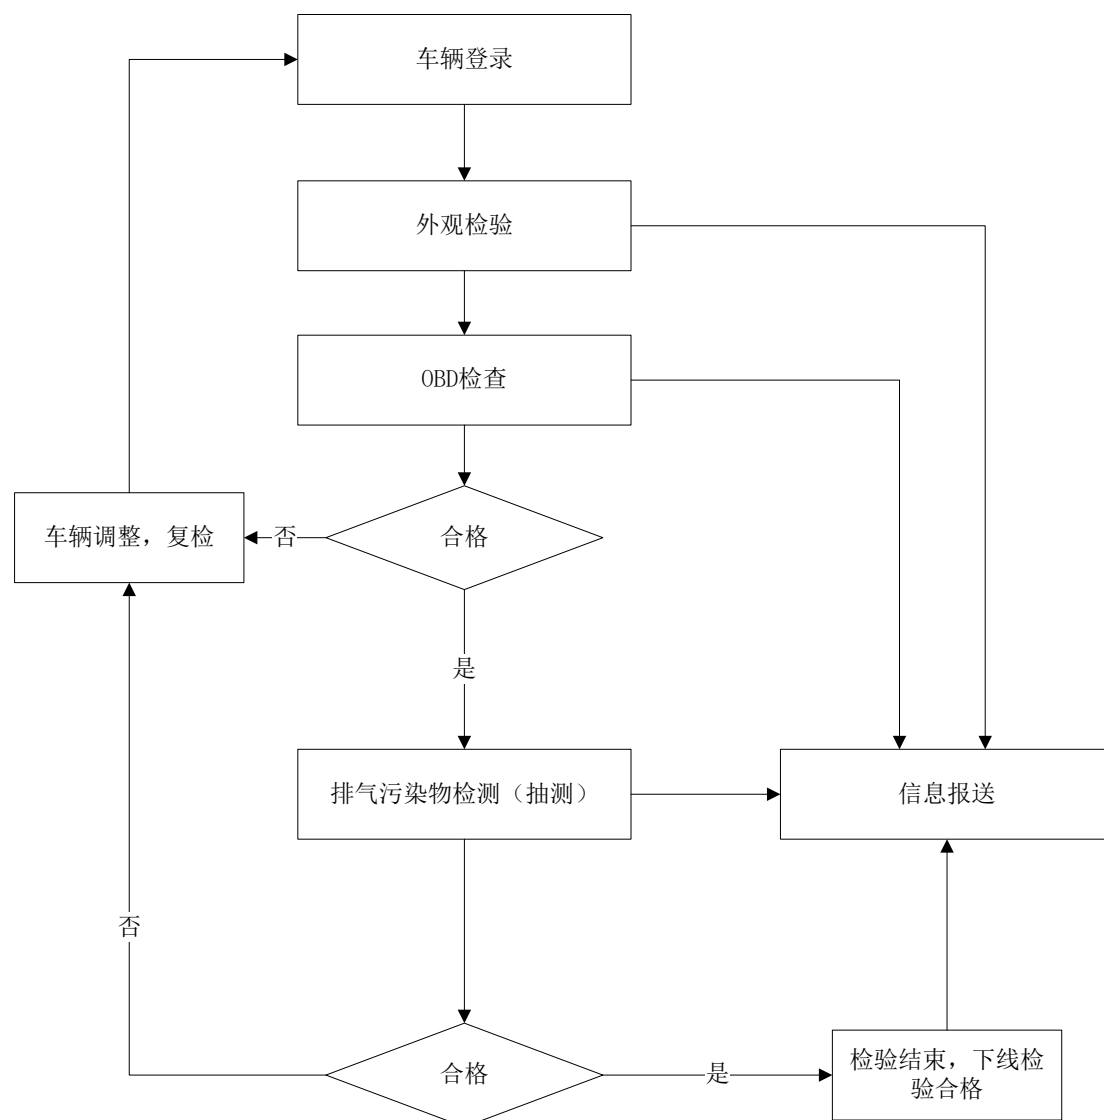 车辆登录
外观检验
OBD检查
车辆调整，复检
否
合格
是
排气污染物检测（抽测）
信息报送
否
合格
是
检验结束，下线检
验合格